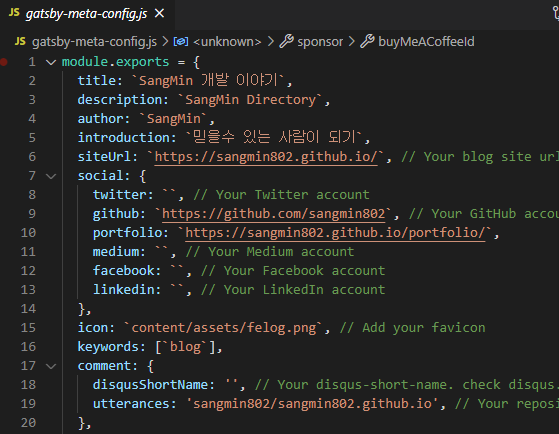 JS gatsby-meta-config.js ×
JS gatsby-meta-config.js > <unknown> > sponsor > buyMeACoffeeId
1 module.exports = {
2 title: `SangMin 개발 이야기`,
3 description: `SangMin Directory`,
4 author: `SangMin`,
5 introduction: `믿을수 있는 사람이 되기`,
6 siteUrl: `https://sangmin802.github.io/`, // Your blog site url
7 social: {
8 twitter: ``, // Your Twitter account
9 github: `https://github.com/sangmin802`, // Your GitHub accou
10 portfolio: `https://sangmin802.github.io/portfolio/`,
11 medium: ``, // Your Medium account
12 facebook: ``, // Your Facebook account
13 linkedin: ``, // Your LinkedIn account
14 },
15 icon: `content/assets/felog.png`, // Add your favicon
16 keywords: [`blog`],
17 comment: {
18 disqusShortName: '', // Your disqus-short-name. check disqus.
19 utterances: 'sangmin802/sangmin802.github.io', // Your reposi
20 },